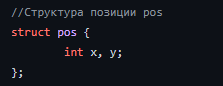 //Структура позиции pos
struct pos {
        int x, y;
};